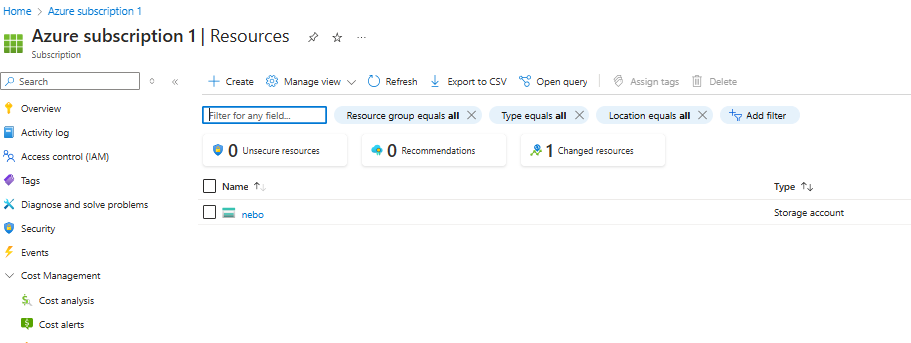 Home > Azure subscription 1
Azure subscription 1 | Resources
Subscription
Search
Create Manage view Refresh Export to CSV Open query Assign tags Delete
Overview
Activity log
Access control (IAM)
Tags
Diagnose and solve problems
Security
Events
Cost Management
Cost analysis
Cost alerts
Filter for any field... Resource group equals all Type equals all Location equals all Add filter
0 Unsecure resources 0 Recommendations 1 Changed resources
Name Type
nebo Storage account